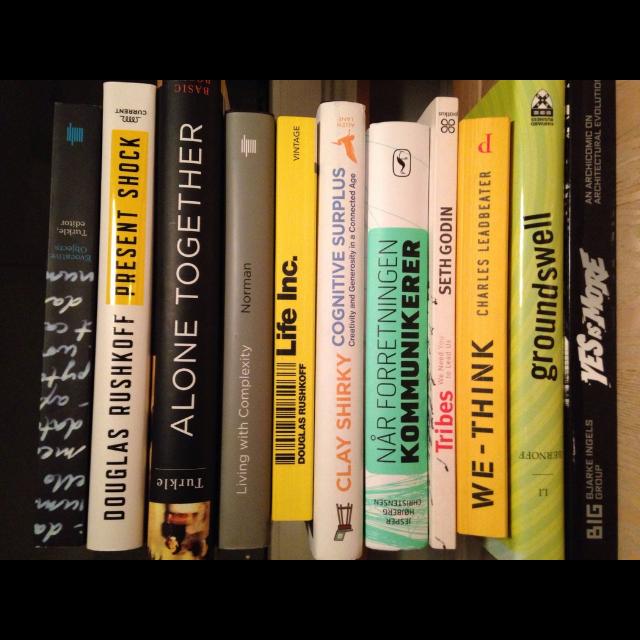 Turkle,
editor
Evocative
Objects
CURRENT
DOUGLAS RUSHKOFF PRESENT SHOCK
BASIC
ALONE TOGETHER
Turkle
Living with Complexity Norman
VINTAGE
Life Inc.
DOUGLAS RUSHKOFF
ALLEN
LANE
CLAY SHIRKY COGNITIVE SURPLUS
Creativity and Generosity in a Connected Age
NÅR FORRETNINGEN
KOMMUNIKERER
JESPER
HØJBERG
CHRISTENSEN
Tribes We Need You
to Lead Us
SETH GODIN
WE-THINK CHARLES LEADBEATER
HARVARD
BUSINESS
groundswell
LI BERNOFF
AN ARCHICOMIC ON
ARCHITECTURAL EVOLUTION
YES IS MORE
BIG BJARKE INGELS
GROUP